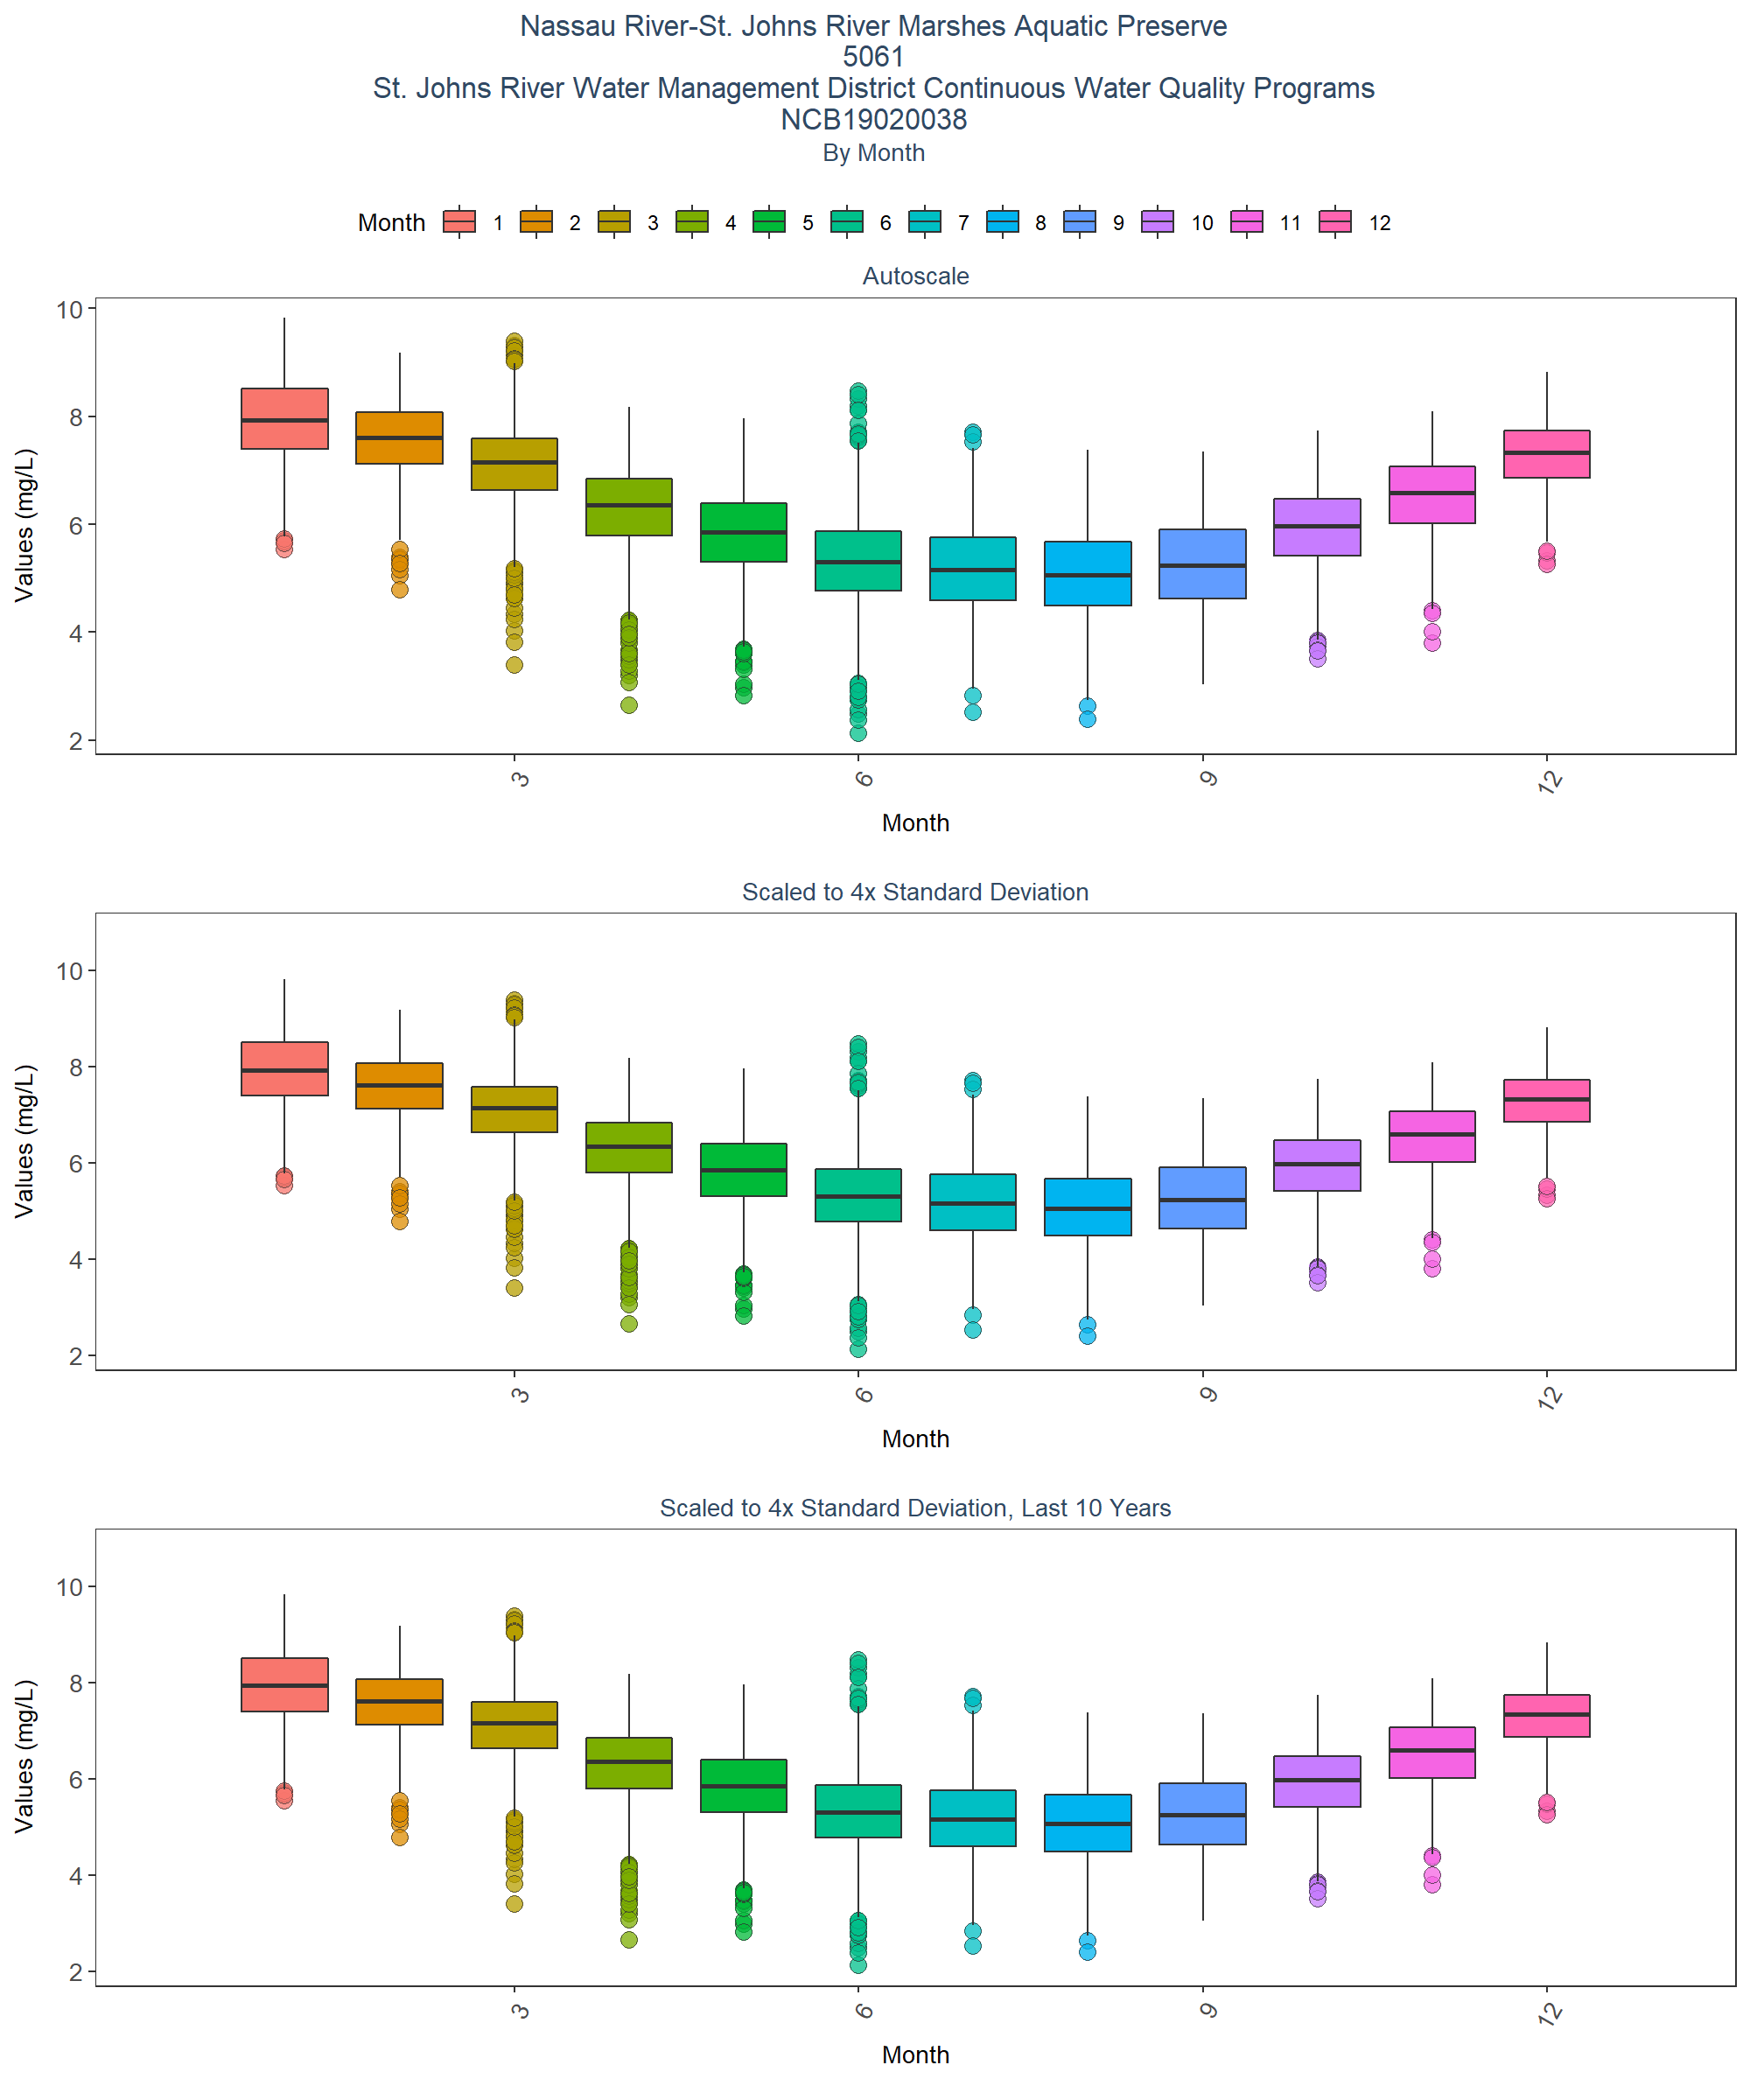 Nassau River-St. Johns River Marshes Aquatic Preserve
5061
St. Johns River Water Management District Continuous Water Quality Programs
NCB19020038
By Month
Month 1 2 3 4 5 6 7 8 9 10 11 12
Autoscale
Values (mg/L)
10
8
6
4
2
3 6 9 12
Month
Scaled to 4x Standard Deviation
Values (mg/L)
10
8
6
4
2
3 6 9 12
Month
Scaled to 4x Standard Deviation, Last 10 Years
Values (mg/L)
10
8
6
4
2
3 6 9 12
Month